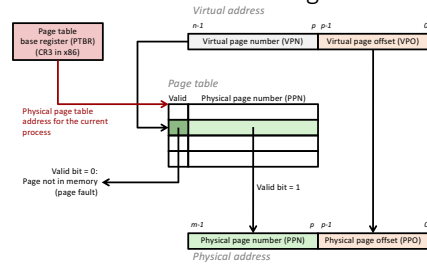 Virtual address
n-1 p p-1 0
Virtual page number (VPN) Virtual page offset (VPO)
Page table
base register (PTBR)
(CR3 in x86)
Page table
Valid Physical page number (PPN)
Physical page table
address for the current
process
Valid bit = 0:
Page not in memory
(page fault)
Valid bit = 1
m-1 p p-1 0
Physical page number (PPN) Physical page offset (PPO)
Physical address